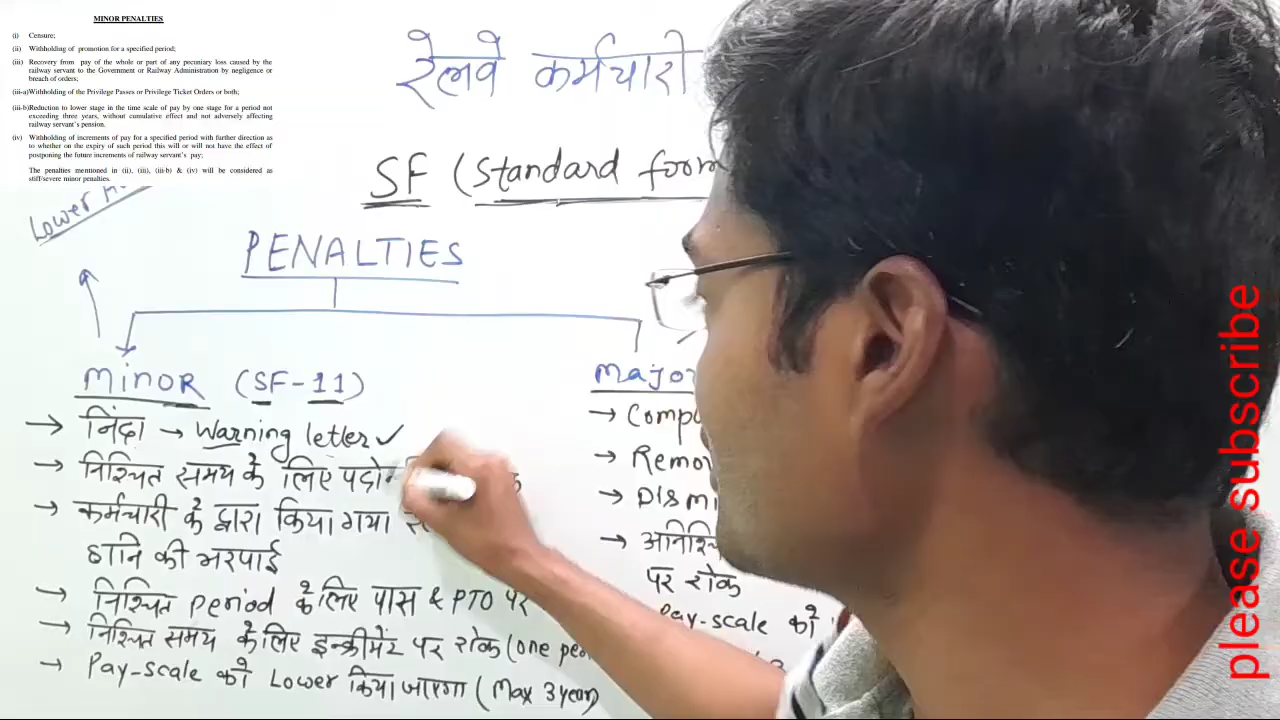 MINOR PENALTIES
(i) Censure;
(ii) Withholding of promotion for a specified period;
(iii) Recovery from pay of the whole or part of any pecuniary loss caused by the
railway servant to the Government or Railway Administration by negligence or
breach of orders;
(iii-a)Withholding of the Privilege Passes or Privilege Ticket Orders or both;
(iii-b)Reduction to lower stage in the time scale of pay by one stage for a period not
exceeding three years, without cumulative effect and not adversely affecting
railway servant's pension.
(iv) Withholding of increments of pay for a specified period with further direction as
to whether on the expiry of such period this will or will not have the effect of
postponing the future increments of railway servant's pay;
The penalties mentioned in (ii), (iii), (iii-b) & (iv) will be considered as
stiff/severe minor penalties.
रेलवे कर्मचारी
SF (Standard form
Lower
PENALTIES
MINOR (SF-11)
→ निंदा → Warning letter ✓
→ निश्चित समय के लिए
→ कर्मचारी के द्वारा किया गया
हानि की भरपाई
→ निश्चित period के लिए पास & PTO पर
→ निश्चित समय के लिए इन्क्रीमेंट पर रोक (one
→ Pay-scale को Lower किया जाएगा (Max 3 year)
Major
→
→
→
→
पर रोक
Pay-scale को
please subscribe